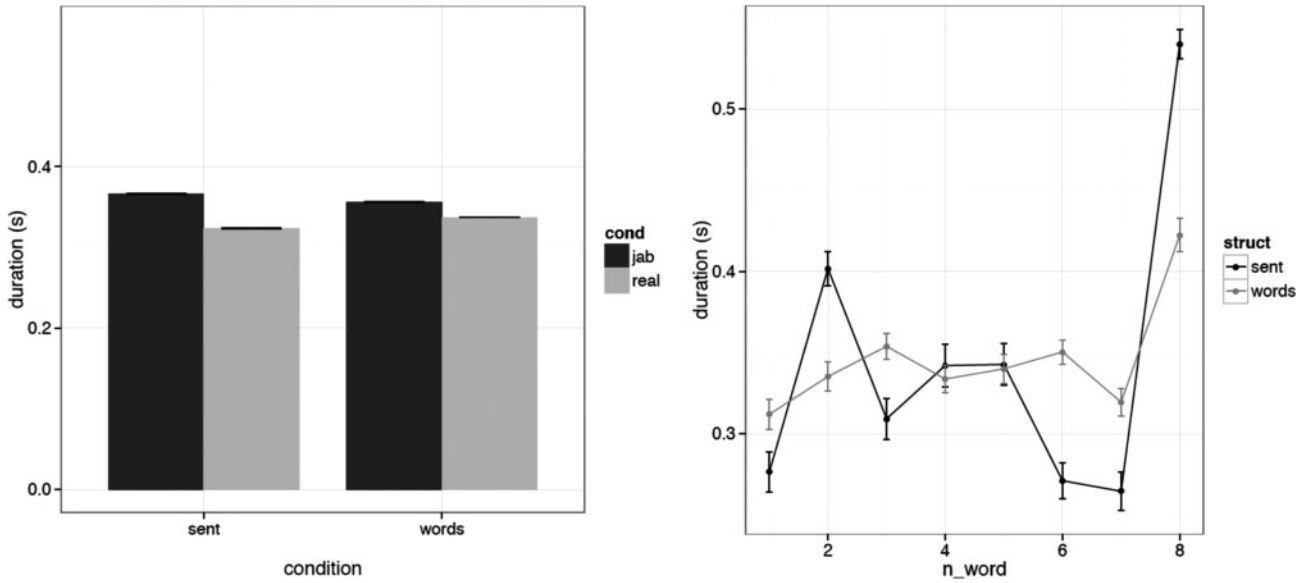 duration (s)
0.4
0.2
0.0
sent words
condition
cond
jab
real
duration (s)
0.5
0.4
0.3
2 4 6 8
n_word
struct
sent
words